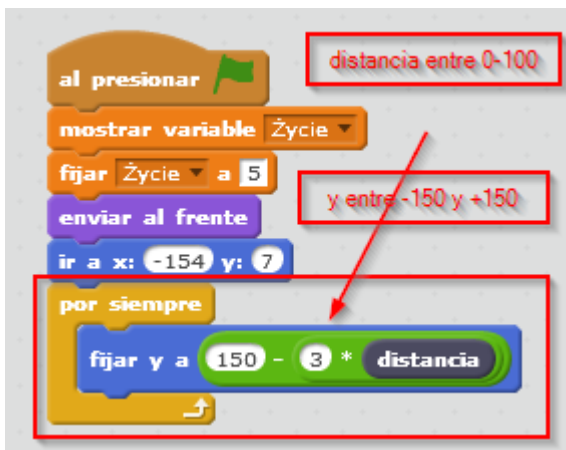 al presionar
distancia entre 0-100
mostrar variable Życie
fijar Życie a 5
y entre -150 y +150
enviar al frente
ir a x: -154 y: 7
por siempre
fijar y a 150 - 3 * distancia